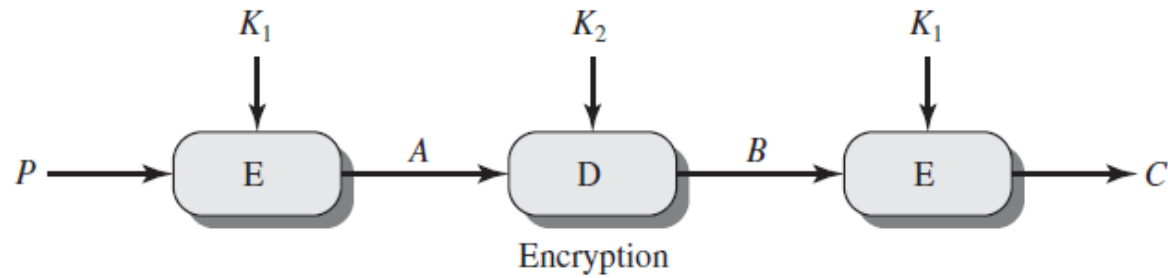 K₁ K₂ K₁
P E A D B E C
Encryption